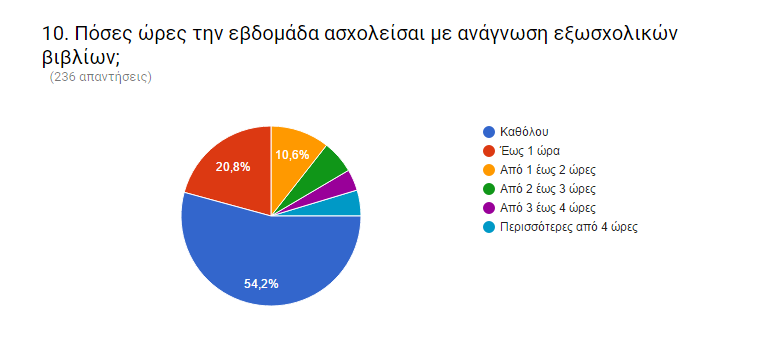 10. Πόσες ώρες την εβδομάδα ασχολείσαι με ανάγνωση εξωσχολικών
βιβλίων;
(236 απαντήσεις)
Καθόλου
Έως 1 ώρα
Από 1 έως 2 ώρες
Από 2 έως 3 ώρες
Από 3 έως 4 ώρες
Περισσότερες από 4 ώρες
10,6%
20,8%
54,2%